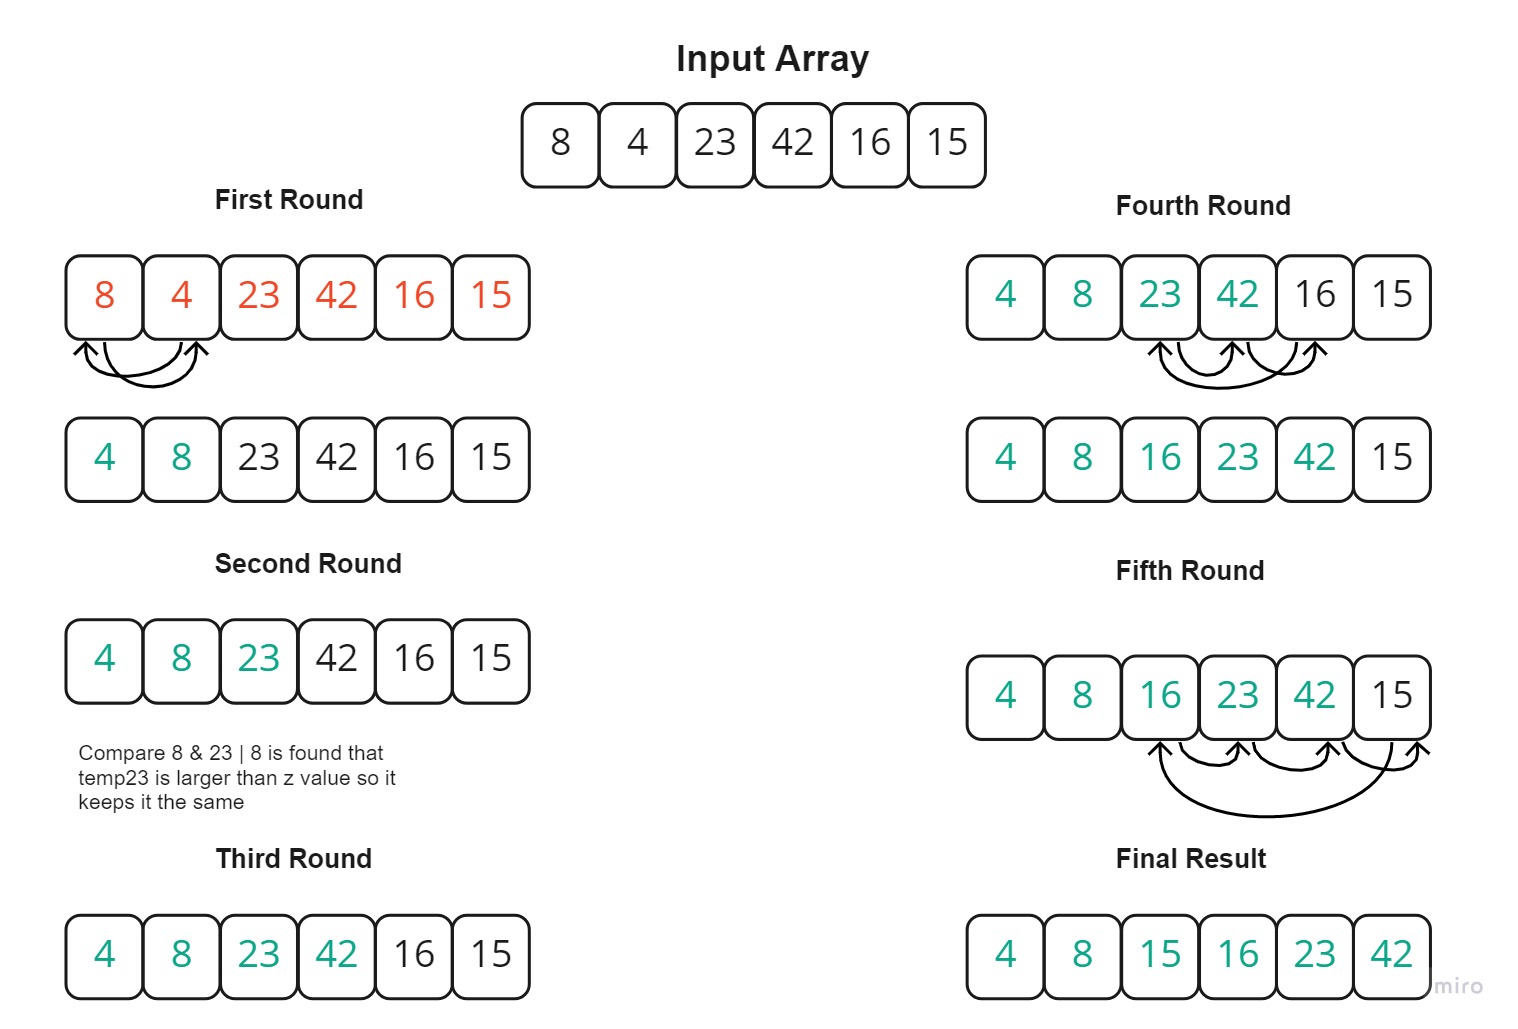 Input Array
8 4 23 42 16 15
First Round
8 4 23 42 16 15
4 8 23 42 16 15
Second Round
4 8 23 42 16 15
Compare 8 & 23 | 8 is found that
temp23 is larger than z value so it
keeps it the same
Third Round
4 8 23 42 16 15
Fourth Round
4 8 23 42 16 15
4 8 16 23 42 15
Fifth Round
4 8 16 23 42 15
Final Result
4 8 15 16 23 42
miro